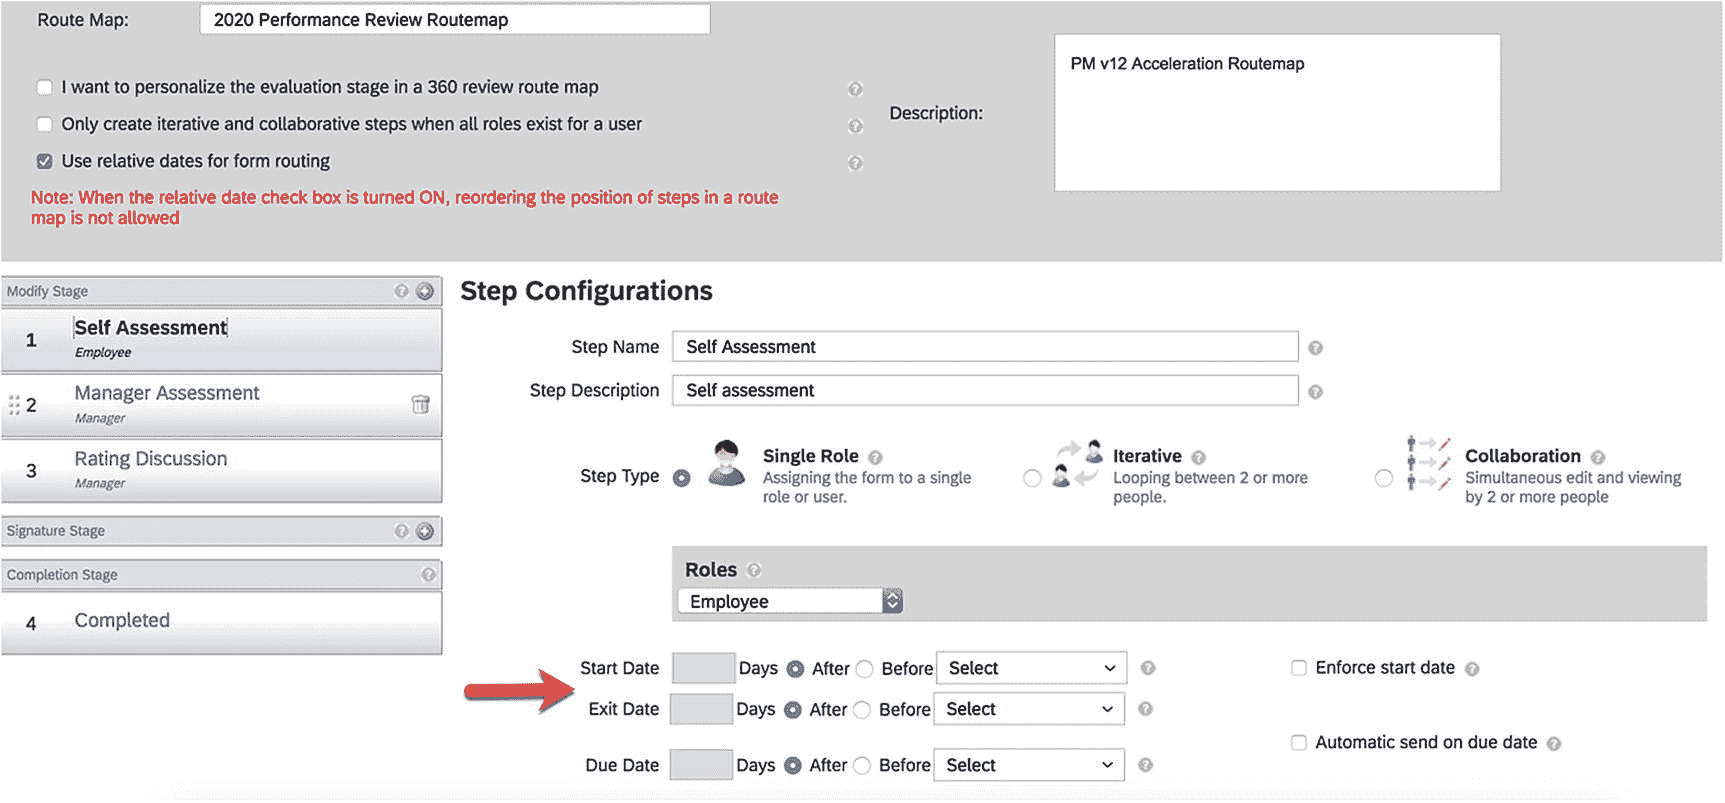 Route Map: 2020 Performance Review Routemap
I want to personalize the evaluation stage in a 360 review route map
Only create iterative and collaborative steps when all roles exist for a user
Use relative dates for form routing
Note: When the relative date check box is turned ON, reordering the position of steps in a route
map is not allowed
Description:
PM v12 Acceleration Routemap
Modify Stage
1 Self Assessment
Employee
2 Manager Assessment
Manager
3 Rating Discussion
Manager
Signature Stage
Completion Stage
4 Completed
Step Configurations
Step Name Self Assessment
Step Description Self assessment
Step Type
Single Role
Assigning the form to a single
role or user.
Iterative
Looping between 2 or more
people.
Collaboration
Simultaneous edit and viewing
by 2 or more people
Roles
Employee
Start Date Days After Before Select Enforce start date
Exit Date Days After Before Select
Automatic send on due date
Due Date Days After Before Select